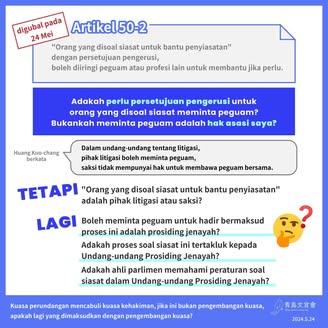 digubal pada
24 Mei
Artikel 50-2
"Orang yang disoal siasat untuk bantu penyiasatan"
dengan persetujuan pengerusi,
boleh diiringi peguam atau profesi lain untuk membantu jika perlu.
Adakah perlu persetujuan pengerusi untuk
orang yang disoal siasat meminta peguam?
Bukankah meminta peguam adalah hak asasi saya?
Huang Kuo-chang
berkata
Dalam undang-undang tentang litigasi,
pihak litigasi boleh meminta peguam,
saksi tidak mempunyai hak untuk membawa peguam bersama.
TETAPI
"Orang yang disoal siasat untuk bantu penyiasatan"
adalah pihak litigasi atau saksi?
LAGI
Boleh meminta peguam untuk hadir bermaksud
proses ini adalah prosiding jenayah?
Adakah proses soal siasat ini tertakluk kepada
Undang-undang Prosiding Jenayah?
Adakah ahli parlimen memahami peraturan soal
siasat dalam Undang-undang Prosiding Jenayah?
Kuasa perundangan mencabuli kuasa kehakiman, jika ini bukan pengembangan kuasa,
apakah lagi yang dimaksudkan dengan pengembangan kuasa?
青鳥文宣會
2024.5.24